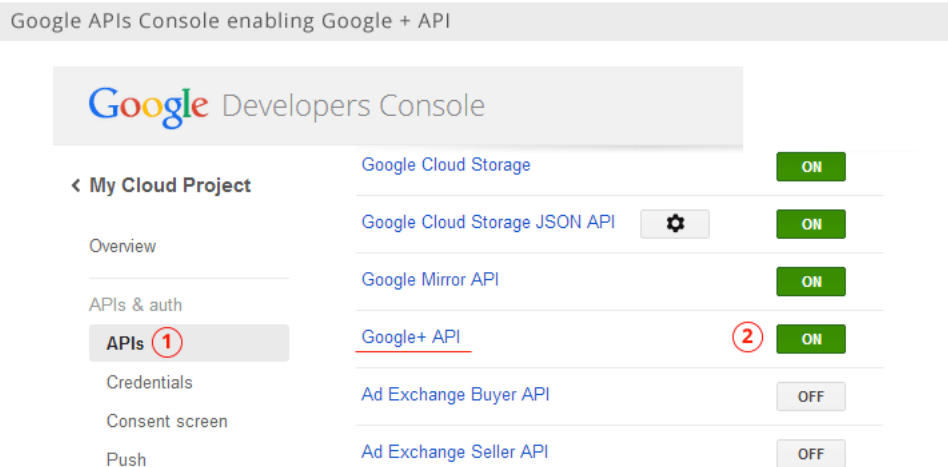 Google APIs Console enabling Google + API
Google Developers Console
< My Cloud Project
Overview
APIs & auth
APIs 1
Credentials
Consent screen
Push
Google Cloud Storage ON
Google Cloud Storage JSON API ON
Google Mirror API ON
Google+ API 2 ON
Ad Exchange Buyer API OFF
Ad Exchange Seller API OFF